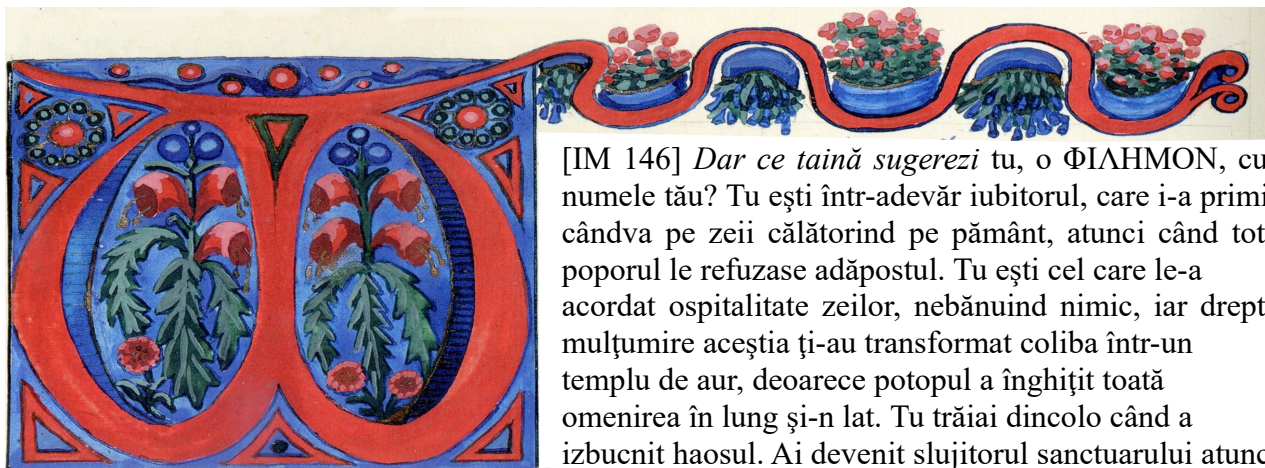 [IM 146] Dar ce taină sugerezi tu, o ΦΙΛΗΜΟΝ, cu
numele tău? Tu eşti într-adevăr iubitorul, care i-a primi
cândva pe zeii călătorind pe pământ, atunci când tot
poporul le refuzase adăpostul. Tu eşti cel care le-a
acordat ospitalitate zeilor, nebănuind nimic, iar drept
mulţumire aceştia ţi-au transformat coliba într-un
templu de aur, deoarece potopul a înghiţit toată
omenirea în lung şi-n lat. Tu trăiai dincolo când a
izbucnit haosul. Ai devenit slujitorul sanctuarului atunc